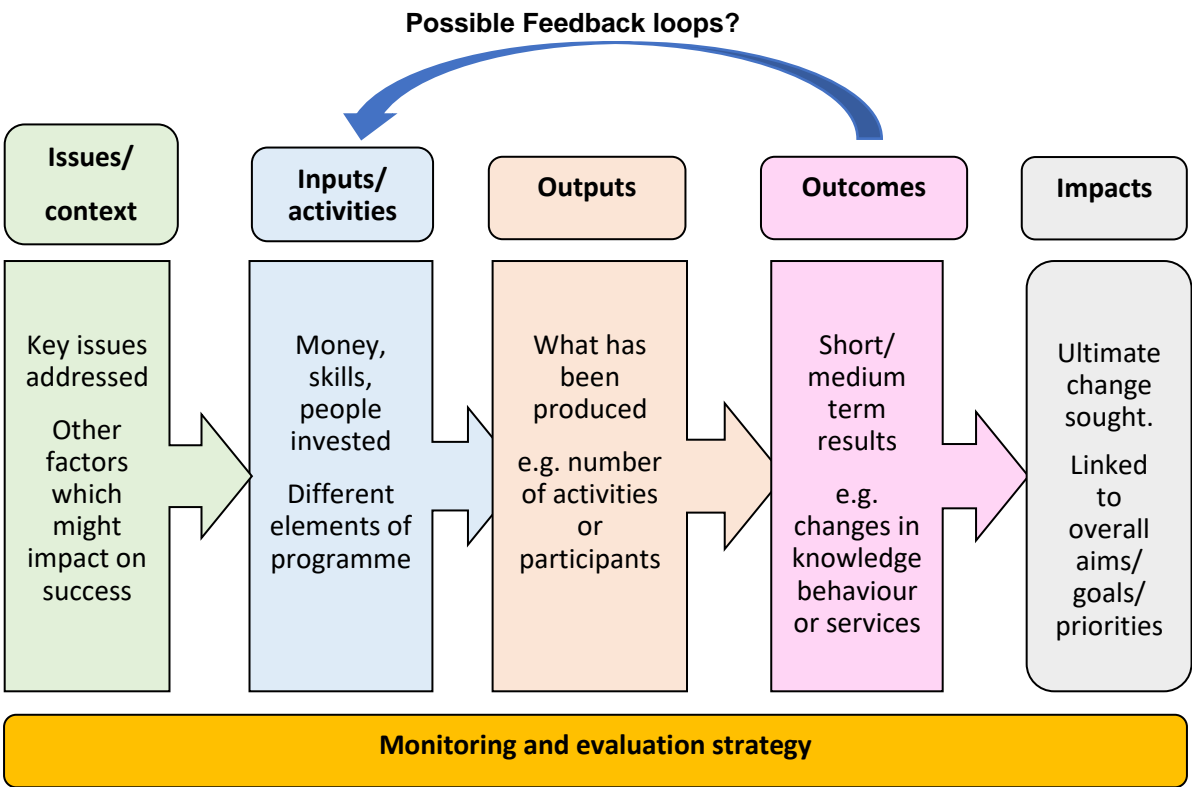 Possible Feedback loops?
Issues/
context
Inputs/
activities
Outputs
Outcomes
Impacts
Key issues
addressed
Other
factors
which
might
impact on
success
Money,
skills,
people
invested
Different
elements of
programme
What has
been
produced
e.g. number
of activities
or
participants
Short/
medium
term
results
e.g.
changes in
knowledge
behaviour
or services
Ultimate
change
sought.
Linked
to
overall
aims/
goals/
priorities
Monitoring and evaluation strategy